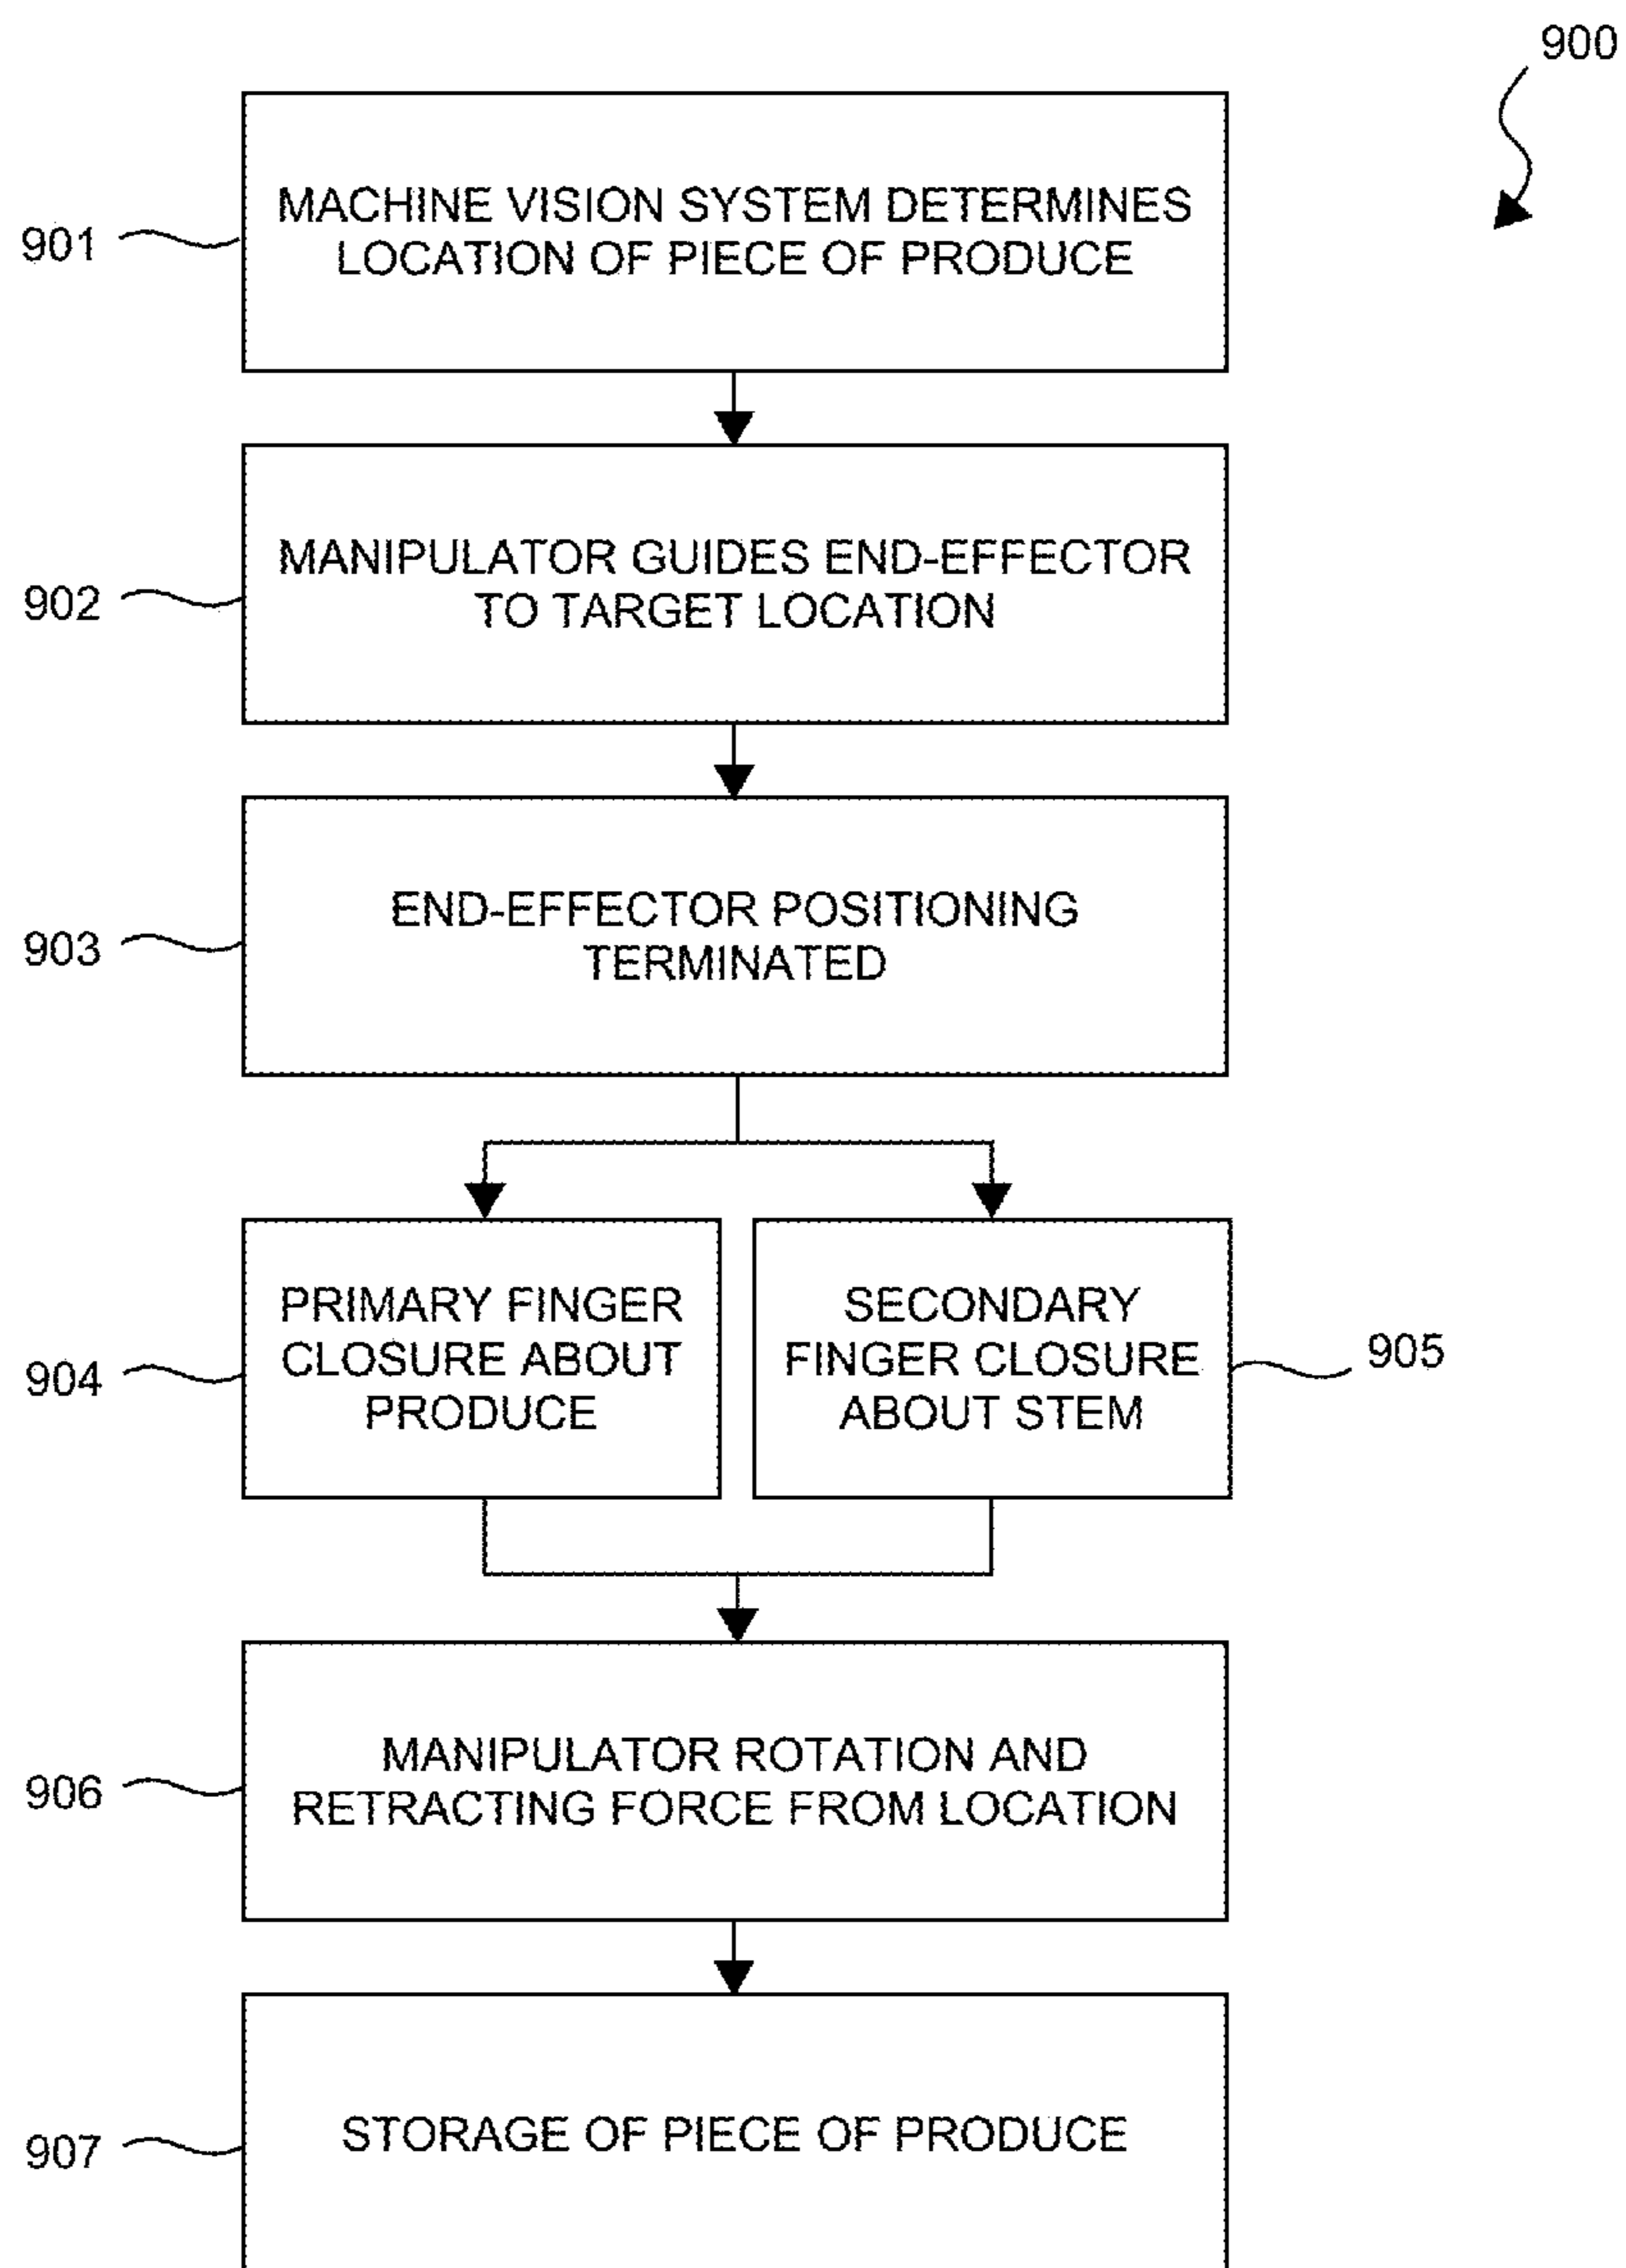 900
901
MACHINE VISION SYSTEM DETERMINES
LOCATION OF PIECE OF PRODUCE
902
MANIPULATOR GUIDES END-EFFECTOR
TO TARGET LOCATION
903
END-EFFECTOR POSITIONING
TERMINATED
904
PRIMARY FINGER
CLOSURE ABOUT
PRODUCE
SECONDARY
FINGER CLOSURE
ABOUT STEM
905
906
MANIPULATOR ROTATION AND
RETRACTING FORCE FROM LOCATION
907
STORAGE OF PIECE OF PRODUCE